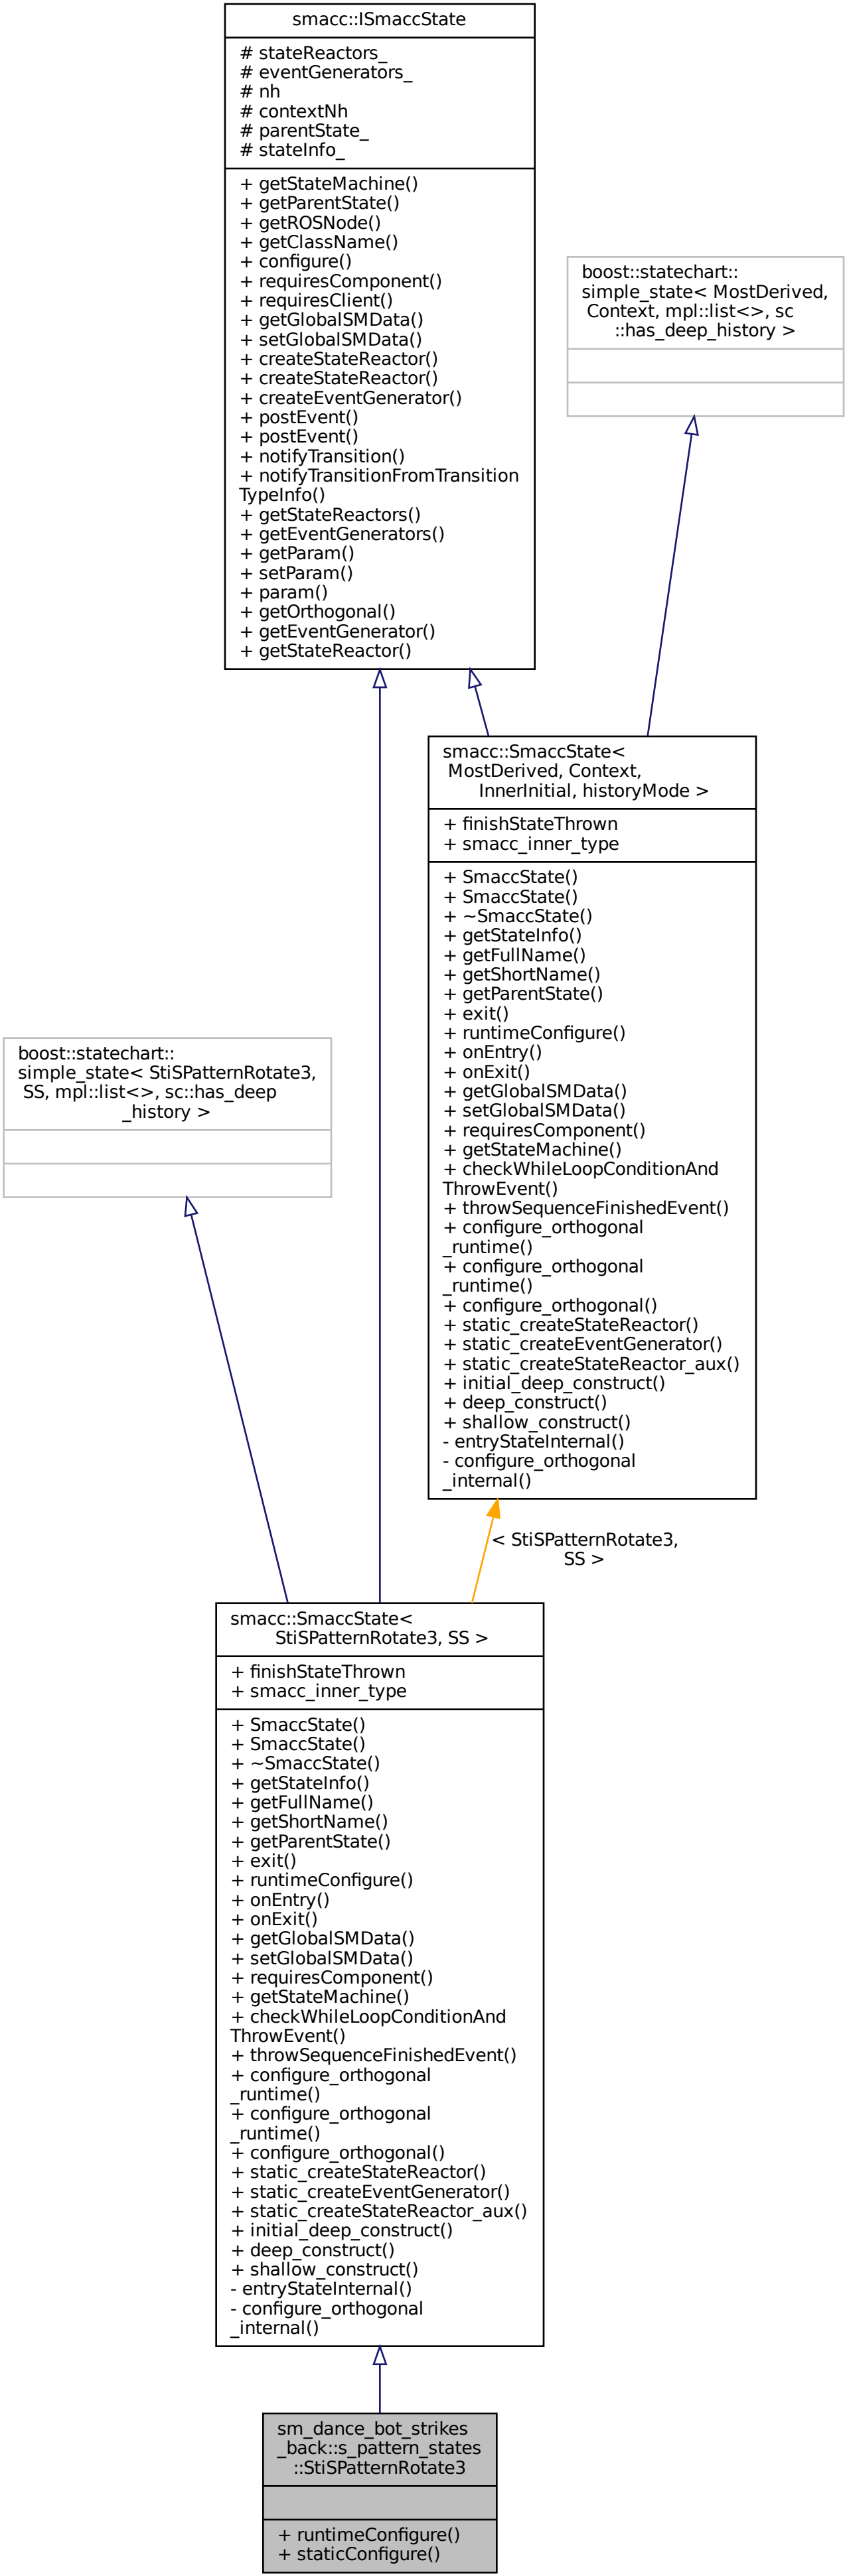 smacc::ISmaccState
# stateReactors_
# eventGenerators_
# nh
# contextNh
# parentState_
# stateInfo_
+ getStateMachine()
+ getParentState()
+ getROSNode()
+ getClassName()
+ configure()
+ requiresComponent()
+ requiresClient()
+ getGlobalSMData()
+ setGlobalSMData()
+ createStateReactor()
+ createStateReactor()
+ createEventGenerator()
+ postEvent()
+ postEvent()
+ notifyTransition()
+ notifyTransitionFromTransition
TypeInfo()
+ getStateReactors()
+ getEventGenerators()
+ getParam()
+ setParam()
+ param()
+ getOrthogonal()
+ getEventGenerator()
+ getStateReactor()
boost::statechart::
simple_state< MostDerived,
Context, mpl::list<>, sc
::has_deep_history >
smacc::SmaccState<
MostDerived, Context,
InnerInitial, historyMode >
+ finishStateThrown
+ smacc_inner_type
+ SmaccState()
+ SmaccState()
+ ~SmaccState()
+ getStateInfo()
+ getFullName()
+ getShortName()
+ getParentState()
+ exit()
+ runtimeConfigure()
+ onEntry()
+ onExit()
+ getGlobalSMData()
+ setGlobalSMData()
+ requiresComponent()
+ getStateMachine()
+ checkWhileLoopConditionAnd
ThrowEvent()
+ throwSequenceFinishedEvent()
+ configure_orthogonal
_runtime()
+ configure_orthogonal
_runtime()
+ configure_orthogonal()
+ static_createStateReactor()
+ static_createEventGenerator()
+ static_createStateReactor_aux()
+ initial_deep_construct()
+ deep_construct()
+ shallow_construct()
- entryStateInternal()
- configure_orthogonal
_internal()
boost::statechart::
simple_state< StiSPatternRotate3,
SS, mpl::list<>, sc::has_deep
_history >
< StiSPatternRotate3,
SS >
smacc::SmaccState<
StiSPatternRotate3, SS >
+ finishStateThrown
+ smacc_inner_type
+ SmaccState()
+ SmaccState()
+ ~SmaccState()
+ getStateInfo()
+ getFullName()
+ getShortName()
+ getParentState()
+ exit()
+ runtimeConfigure()
+ onEntry()
+ onExit()
+ getGlobalSMData()
+ setGlobalSMData()
+ requiresComponent()
+ getStateMachine()
+ checkWhileLoopConditionAnd
ThrowEvent()
+ throwSequenceFinishedEvent()
+ configure_orthogonal
_runtime()
+ configure_orthogonal
_runtime()
+ configure_orthogonal()
+ static_createStateReactor()
+ static_createEventGenerator()
+ static_createStateReactor_aux()
+ initial_deep_construct()
+ deep_construct()
+ shallow_construct()
- entryStateInternal()
- configure_orthogonal
_internal()
sm_dance_bot_strikes
_back::s_pattern_states
::StiSPatternRotate3
+ runtimeConfigure()
+ staticConfigure()